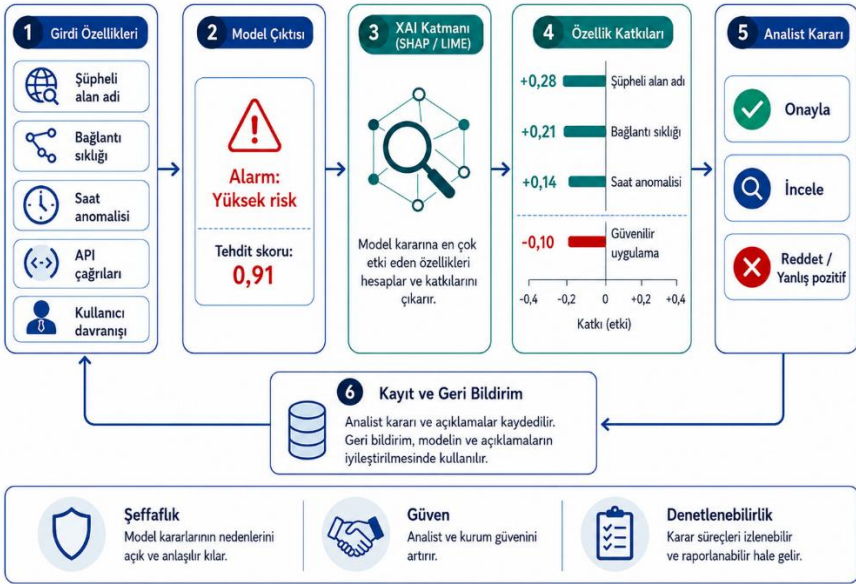 1 Girdi Özellikleri
Şüpheli
alan adi
Bağlantı
sıklığı
Saat
anomalisi
API
çağrıları
Kullanıcı
davranışı
2 Model Çıktısı
Alarm:
Yüksek risk
Tehdit skoru:
0,91
3 XAI Katmanı
(SHAP / LIME)
Model kararına en çok
etki eden özellikleri
hesaplar ve katkılarını
çıkarır.
4 Özellik Katkıları
+0,28 Şüpheli alan adı
+0,21 Bağlantı sıklığı
+0,14 Saat anomalisi
-0,10 Güvenilir
uygulama
-0,4 -0,2 0 +0,2 +0,4
Katkı (etki)
5 Analist Kararı
Onayla
İncele
Reddet /
Yanlış pozitif
6 Kayıt ve Geri Bildirim
Analist kararı ve açıklamalar kaydedilir.
Geri bildirim, modelin ve açıklamaların
iyileştirilmesinde kullanılır.
Şeffaflık
Model kararlarının nedenlerini
açık ve anlaşılır kılar.
Güven
Analist ve kurum güvenini
artırır.
Denetlenebilirlik
Karar süreçleri izlenebilir
ve raporlanabilir hale gelir.